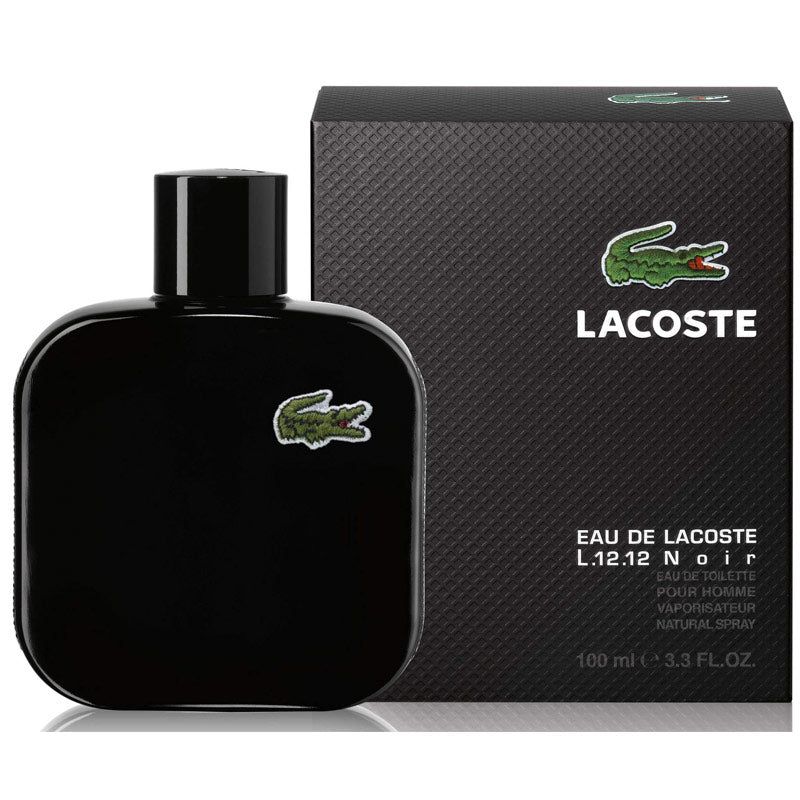 LACOSTE
EAU DE LACOSTE
L.12.12 Noir
EAU DE TOILETTE
POUR HOMME
VAPORISATEUR
NATURAL SPRAY
100 ml ℮ 3.3 FL.OZ.